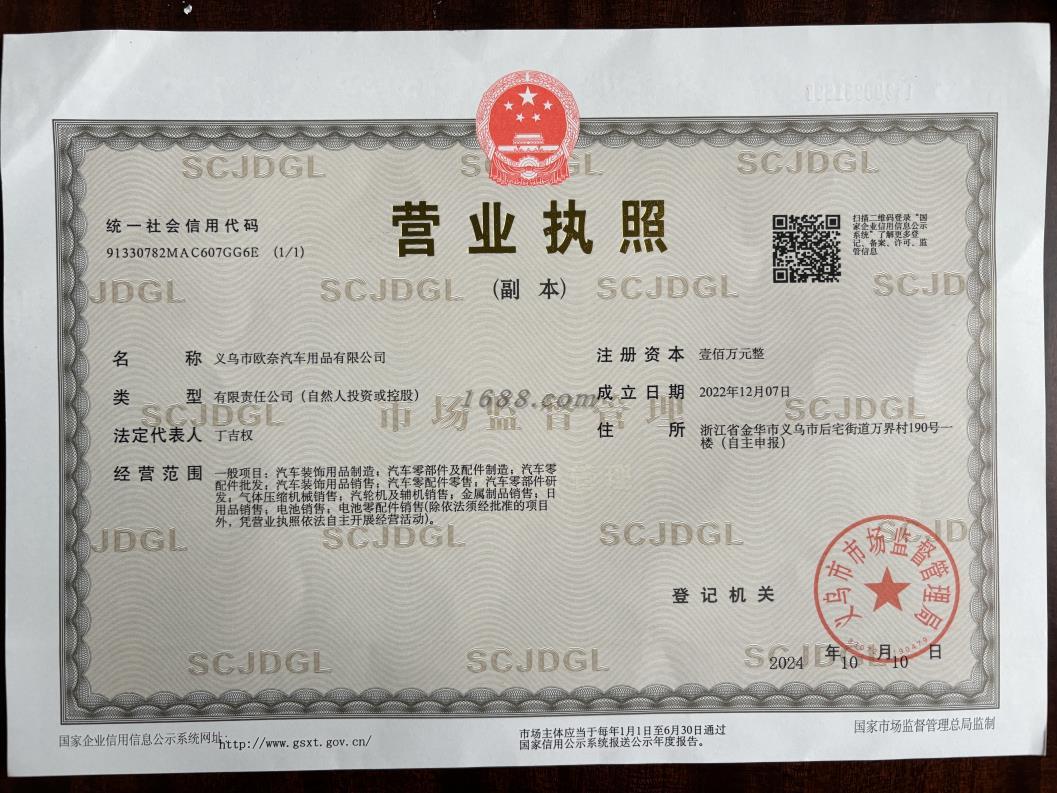 统一社会信用代码
91330782MAC607GG6E (1/1)
营业执照
(副 本)
扫描二维码登录“国
家企业信用信息公示
系统”了解更多登
记、备案、许可、监
管信息
名 称 义乌市欧奈汽车用品有限公司
类 型 有限责任公司（自然人投资或控股）
法定代表人 丁吉权
经营范围 一般项目：汽车装饰用品制造；汽车零部件及配件制造；汽车零
配件批发；汽车装饰用品销售；汽车零配件零售；汽车零部件研
发；气体压缩机械销售；汽轮机及辅机销售；金属制品销售；日
用品销售；电池销售；电池零配件销售(除依法须经批准的项目
外，凭营业执照依法自主开展经营活动)。
注册资本 壹佰万元整
成立日期 2022年12月07日
住 所 浙江省金华市义乌市后宅街道万界村190号一
楼（自主申报）
1688.com
市场监督管理
SCJDGL
登记机关
义乌市市场监督管理局
2024 年 10 月 10 日
国家企业信用信息公示系统网址：http://www.gsxt.gov.cn/
市场主体应当于每年1月1日至6月30日通过
国家信用公示系统报送公示年度报告。
国家市场监督管理总局监制